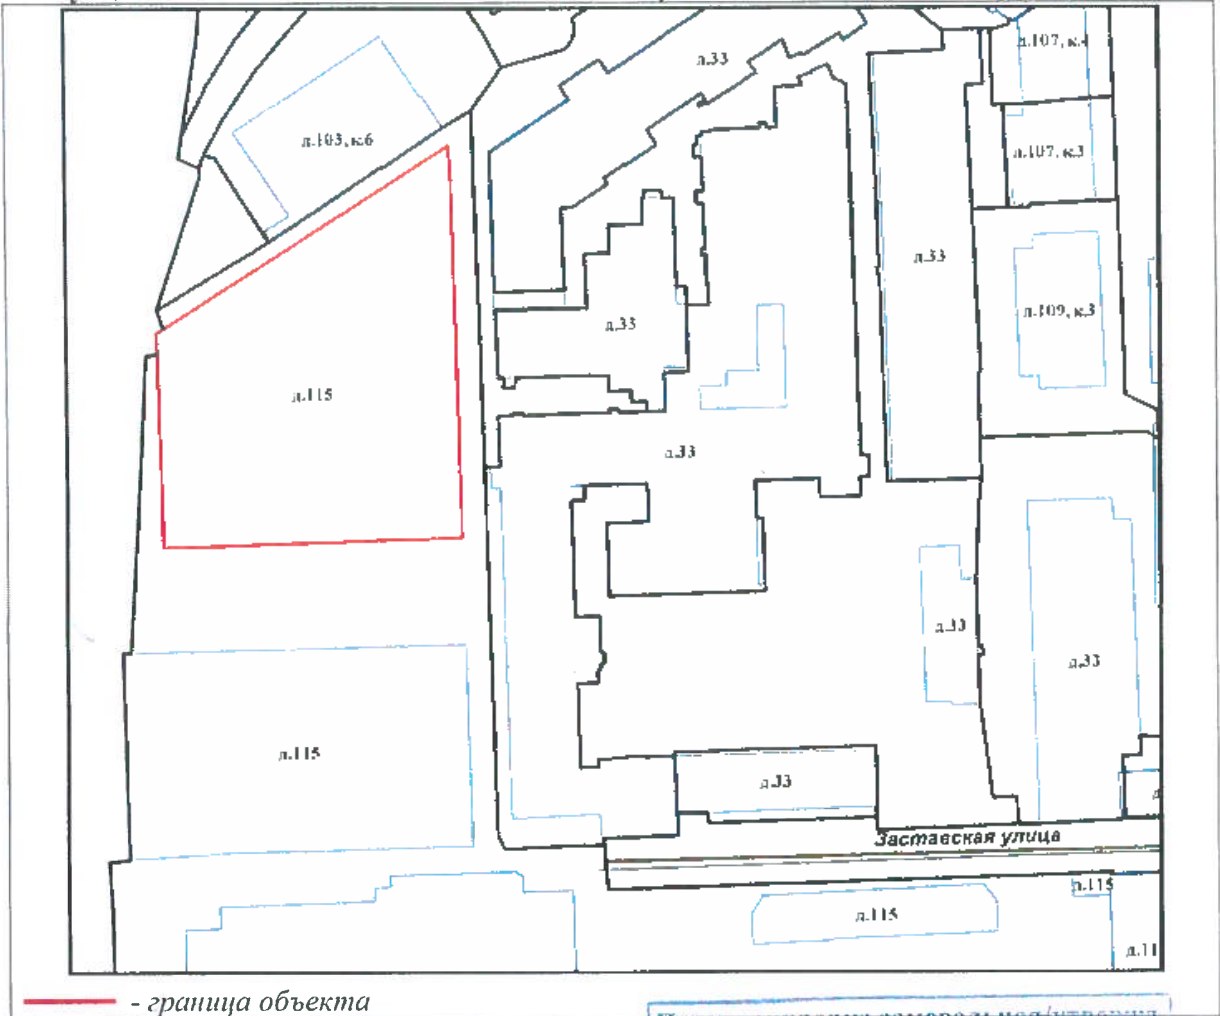 д.107, к.4
д.33
д.103, к.6
д.107, к.3
д.33
д.109, к.3
д.33
д.115
д.33
д.33
д.33
д.115
д.33
Заставская улица
д.115
д.115
д.11
- граница объекта